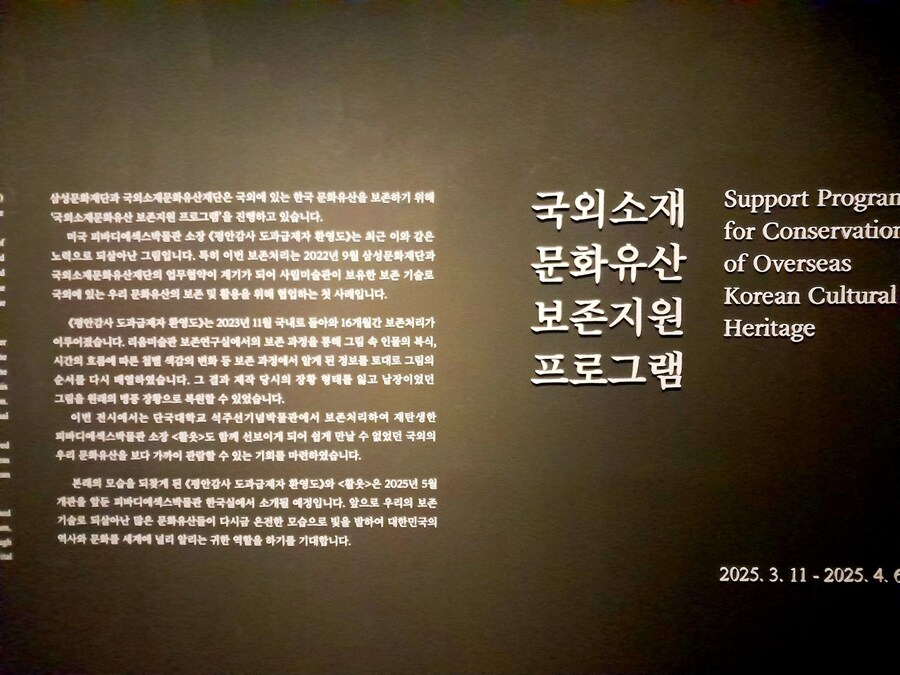 삼성문화재단과 국외소재문화유산재단은 국외에 있는 한국 문화유산을 보존하기 위해
'국외소재문화유산 보존지원 프로그램'을 진행하고 있습니다.
미국 피바디에섹스박물관 소장 《평안감사 도과급제자 환영도》는 최근 이와 같은
노력으로 되살아난 그림입니다. 특히 이번 보존처리는 2022년 9월 삼성문화재단과
국외소재문화유산재단의 업무협약이 계기가 되어 사립미술관이 보유한 보존 기술로
국외에 있는 우리 문화유산의 보존 및 활용을 위해 협업하는 첫 사례입니다.
《평안감사 도과급제자 환영도》는 2023년 11월 국내로 돌아와 16개월간 보존처리가
이루어졌습니다. 리움미술관 보존연구실에서의 보존 과정을 통해 그림 속 인물의 복식,
시간의 흐름에 따른 첩별 색감의 변화 등 보존 과정에서 알게 된 정보를 토대로 그림의
순서를 다시 배열하였습니다. 그 결과 제작 당시의 장황 형태를 잃고 낱장이었던
그림을 원래의 병풍 장황으로 복원할 수 있었습니다.
이번 전시에서는 단국대학교 석주선기념박물관에서 보존처리하여 재탄생한
피바디에섹스박물관 소장 <활옷>도 함께 선보이게 되어 쉽게 만날 수 없었던 국외의
우리 문화유산을 보다 가까이 관람할 수 있는 기회를 마련하였습니다.
본래의 모습을 되찾게 된 《평안감사 도과급제자 환영도》와 <활옷>은 2025년 5월
개관을 앞둔 피바디에섹스박물관 한국실에서 소개될 예정입니다. 앞으로 우리의 보존
기술로 되살아난 많은 문화유산들이 다시금 온전한 모습으로 빛을 발하여 대한민국의
역사와 문화를 세계에 널리 알리는 귀한 역할을 하기를 기대합니다.
국외소재
문화유산
보존지원
프로그램
Support Program
for Conservation
of Overseas
Korean Cultural
Heritage
2025. 3. 11 - 2025. 4. 6